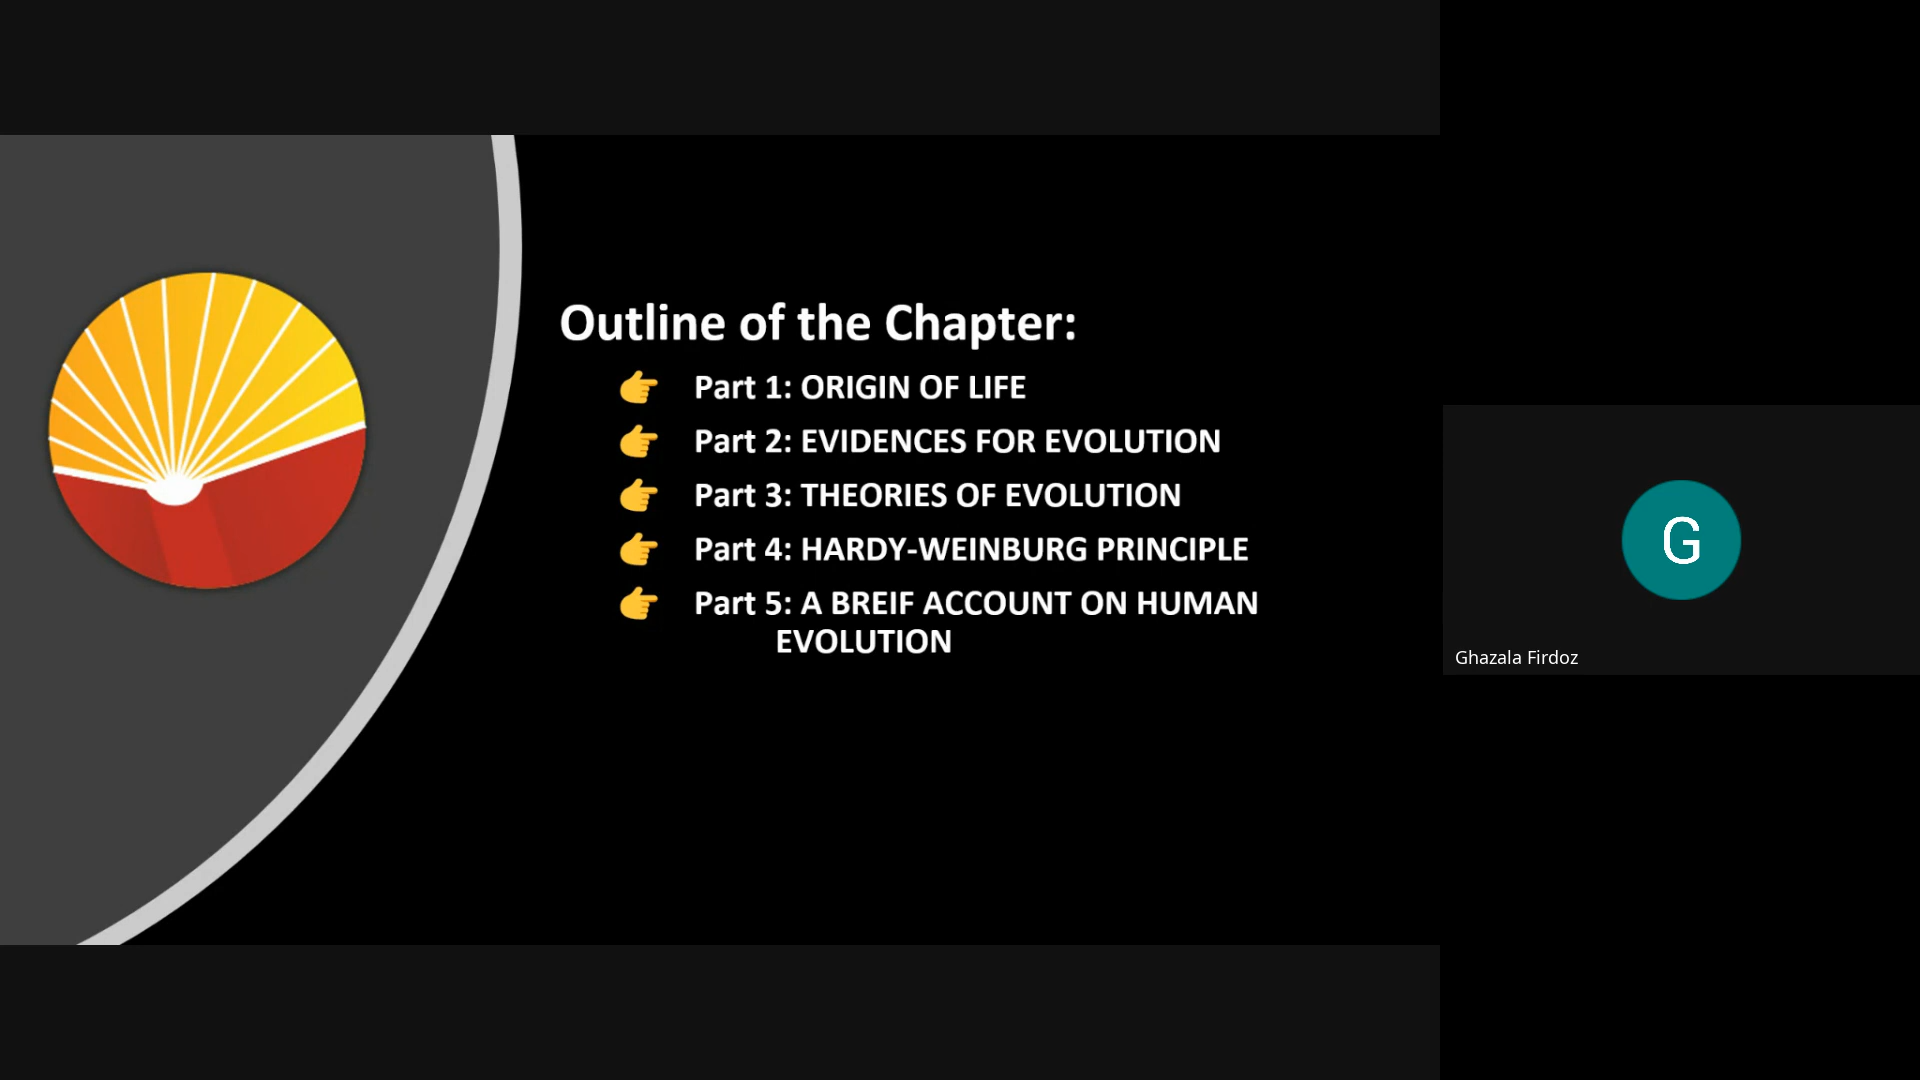 Outline of the Chapter:
👉 Part 1: ORIGIN OF LIFE
👉 Part 2: EVIDENCES FOR EVOLUTION
👉 Part 3: THEORIES OF EVOLUTION
👉 Part 4: HARDY-WEINBURG PRINCIPLE
👉 Part 5: A BREIF ACCOUNT ON HUMAN
EVOLUTION
G
Ghazala Firdoz